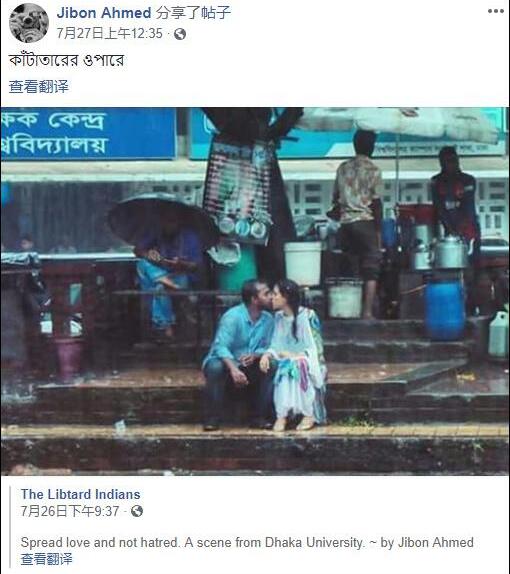 Jibon Ahmed 分享了帖子
7月27日上午12:35
কাঁটাতারের ওপারে
查看翻译
কক কেন্দ্র
শ্ববিদ্যালয়
The Libtard Indians
7月26日下午9:37
Spread love and not hatred. A scene from Dhaka University. ~ by Jibon Ahmed
查看翻译